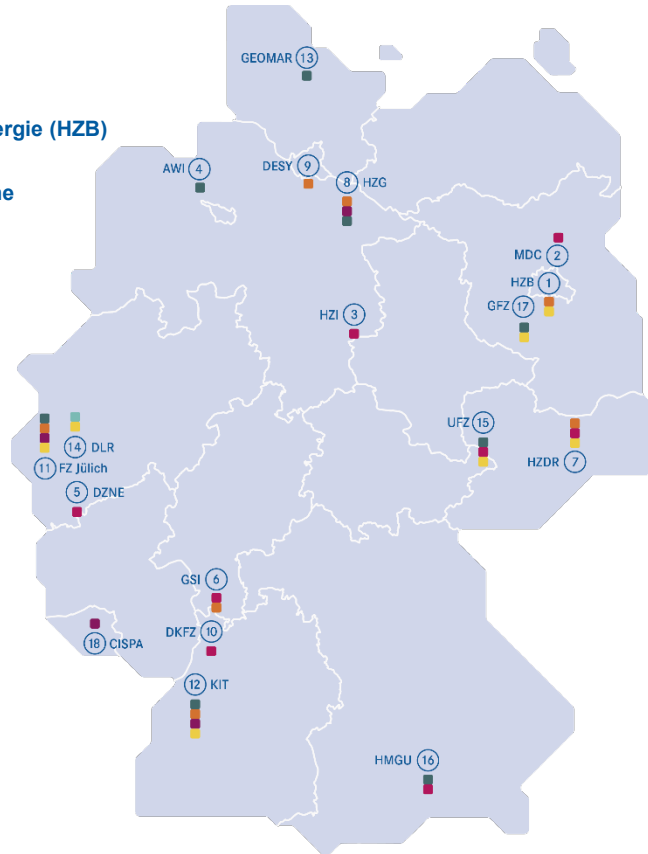 GEOMAR 13
ergie (HZB)
AWI 4
DESY 9
8 HZG
MDC 2
HZB 1
GFZ 17
HZI 3
UFZ 15
14 DLR
11 FZ Jülich
HZDR 7
5 DZNE
GSI 6
DKFZ 10
18 CISPA
12 KIT
HMGU 16